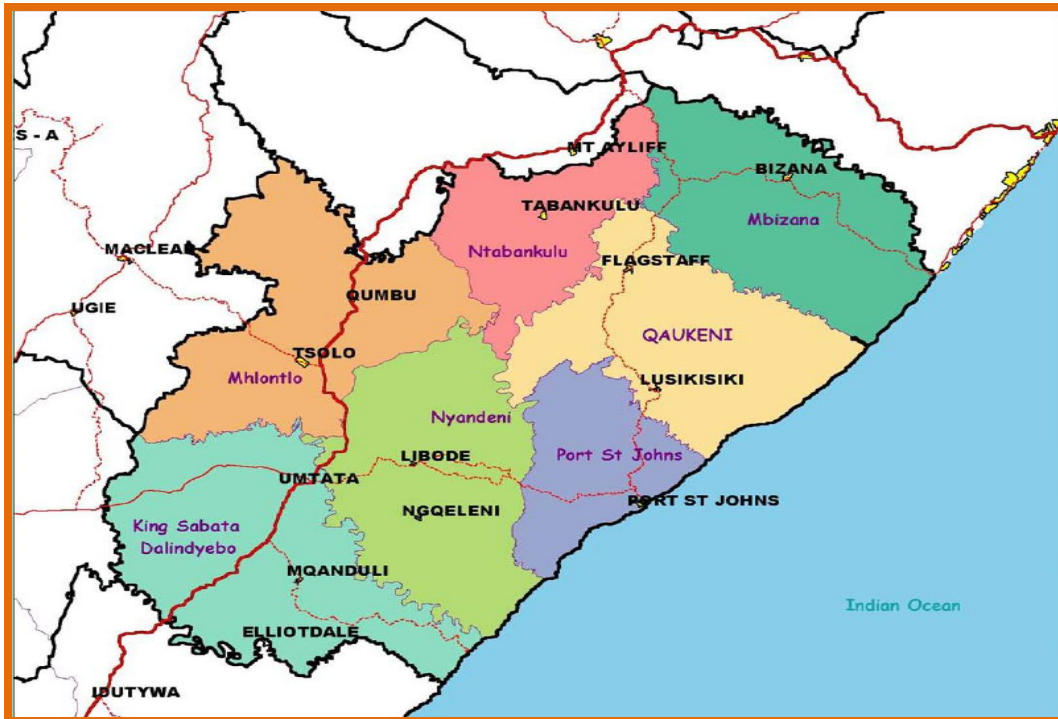 S - A
MT AYLIFF
BIZANA
TABANKULU
Mbizana
MACLEAR
Ntabankulu
FLAGSTAFF
QUMBU
UGIE
QAUKENI
TSOLO
Mhlontlo
LUSIKISIKI
Nyandeni
LIBODE
Port St Johns
UMTATA
PORT ST JOHNS
NGQELENI
King Sabata
Dalindyebo
MQANDULI
Indian Ocean
ELLIOTDALE
IDUTYWA